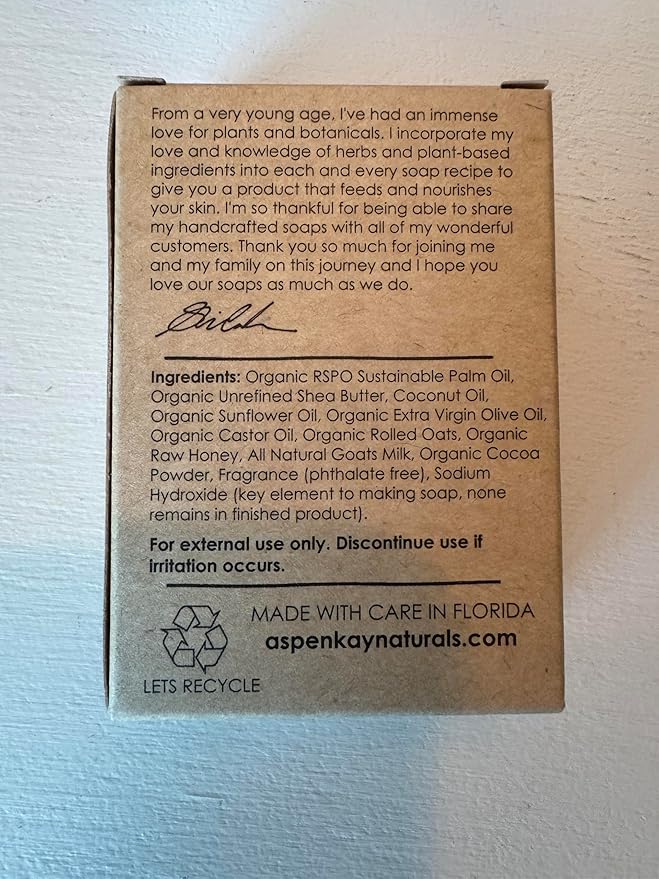 From a very young age, I've had an immense
love for plants and botanicals. I incorporate my
love and knowledge of herbs and plant-based
ingredients into each and every soap recipe to
give you a product that feeds and nourishes
your skin. I'm so thankful for being able to share
my handcrafted soaps with all of my wonderful
customers. Thank you so much for joining me
and my family on this journey and I hope you
love our soaps as much as we do.
Ingredients: Organic RSPO Sustainable Palm Oil,
Organic Unrefined Shea Butter, Coconut Oil,
Organic Sunflower Oil, Organic Extra Virgin Olive Oil,
Organic Castor Oil, Organic Rolled Oats, Organic
Raw Honey, All Natural Goats Milk, Organic Cocoa
Powder, Fragrance (phthalate free), Sodium
Hydroxide (key element to making soap, none
remains in finished product).
For external use only. Discontinue use if
irritation occurs.
MADE WITH CARE IN FLORIDA
aspenkaynaturals.com
LETS RECYCLE